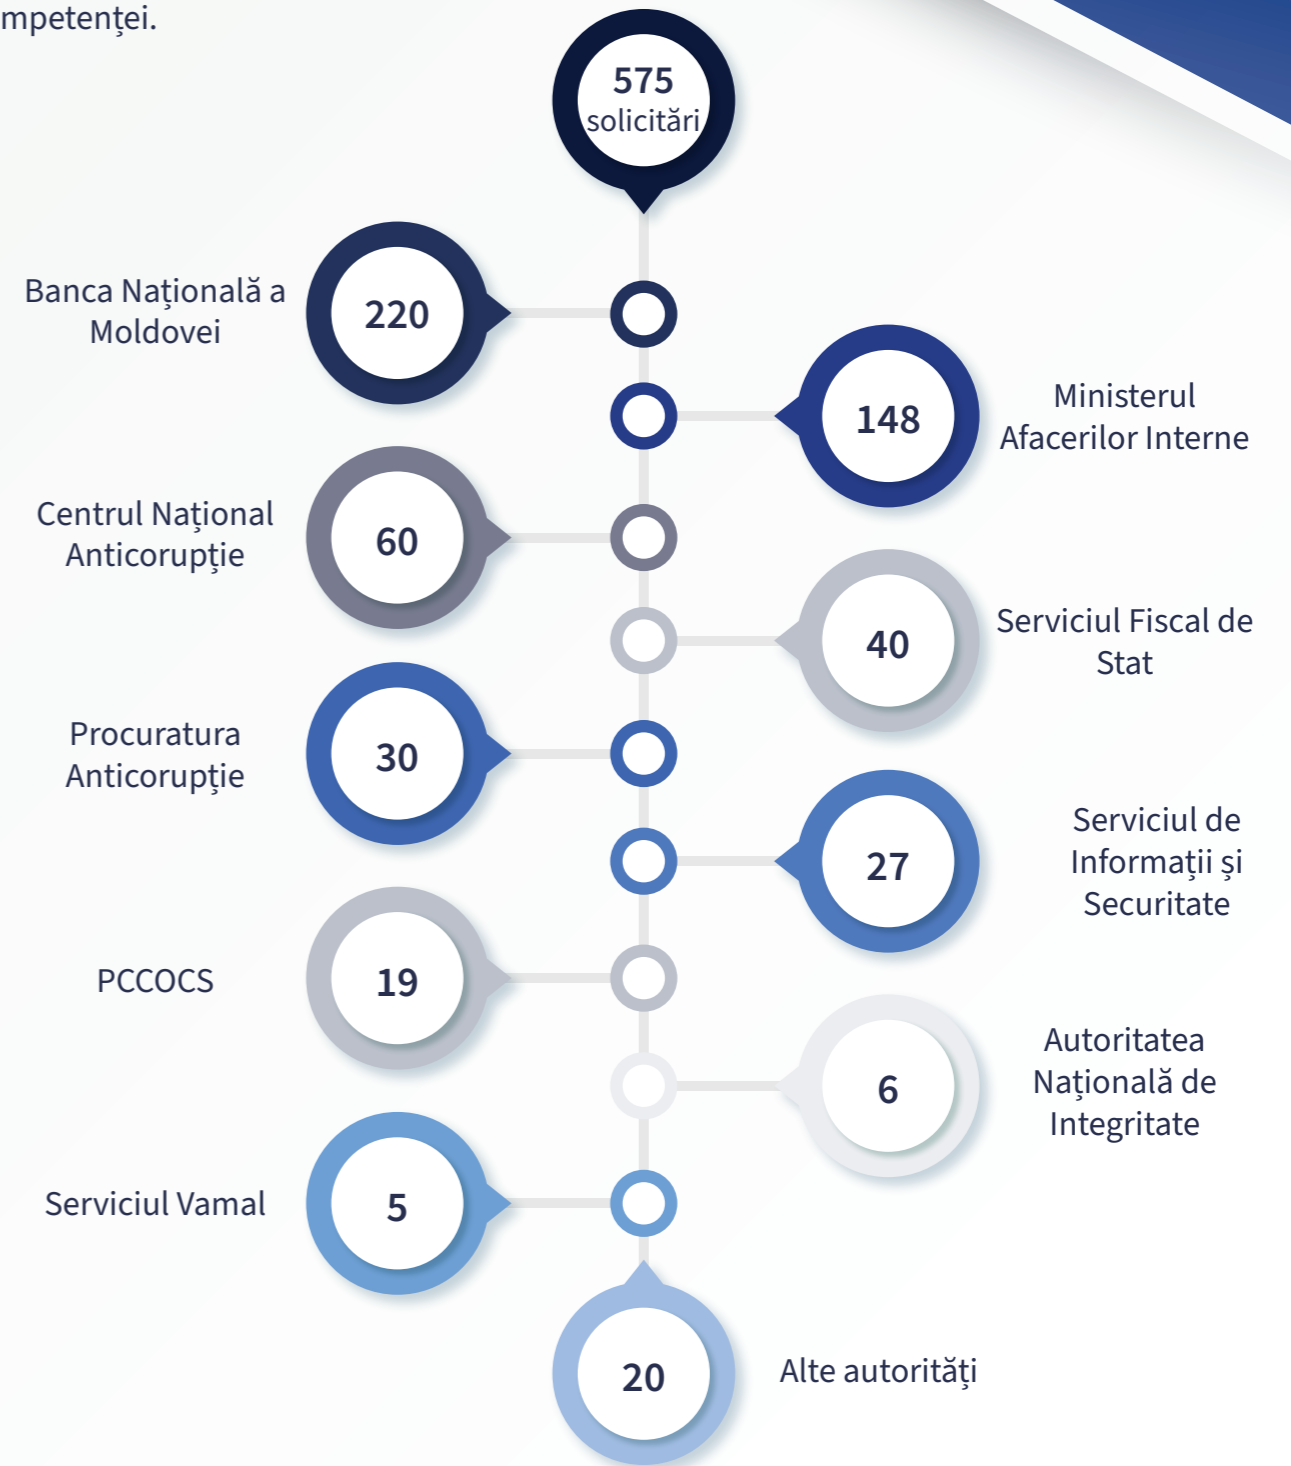 mpetenței.
575
solicitări
Banca Națională a
Moldovei
220
148
Ministerul
Afacerilor Interne
Centrul Național
Anticorupție
60
40
Serviciul Fiscal de
Stat
Procuratura
Anticorupție
30
27
Serviciul de
Informații și
Securitate
PCCOCS
19
6
Autoritatea
Națională de
Integritate
Serviciul Vamal
5
20
Alte autorități